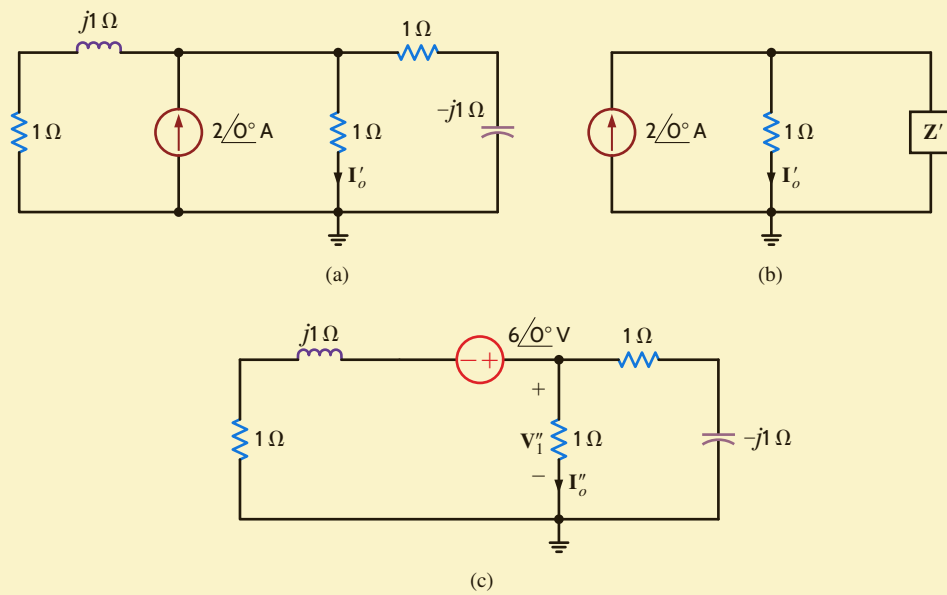 j1 Ω
1 Ω
1 Ω
2/0° A
1 Ω
−j1 Ω
I′o
(a)
2/0° A
1 Ω
I′o
Z′
(b)
j1 Ω
6/0° V
− +
1 Ω
1 Ω
+
V″1
1 Ω
−
I″o
−j1 Ω
(c)